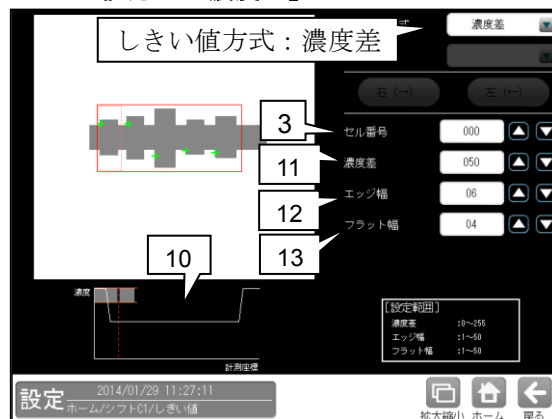 濃度差
しきい値方式:濃度差
右 (→)
左 (←)
3
セル番号
000
11
濃度差
050
12
エッジ幅
06
13
フラット幅
04
10
濃度
計測座標
[設定範囲]
濃度差 :0~255
エッジ幅 :1~50
フラット幅 :1~50
設定
2014/01/29 11:27:11
ホーム/シフトC1/しきい値
拡大縮小
ホーム
戻る